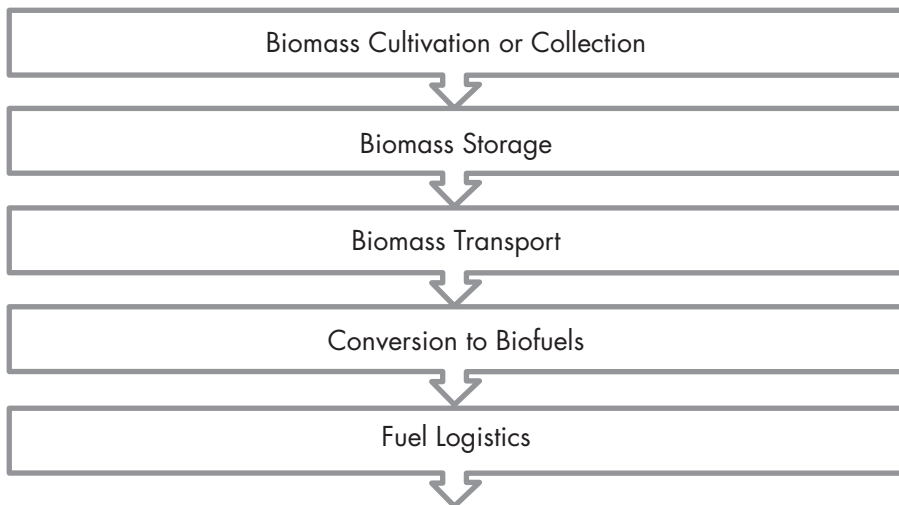 Biomass Cultivation or Collection
Biomass Storage
Biomass Transport
Conversion to Biofuels
Fuel Logistics